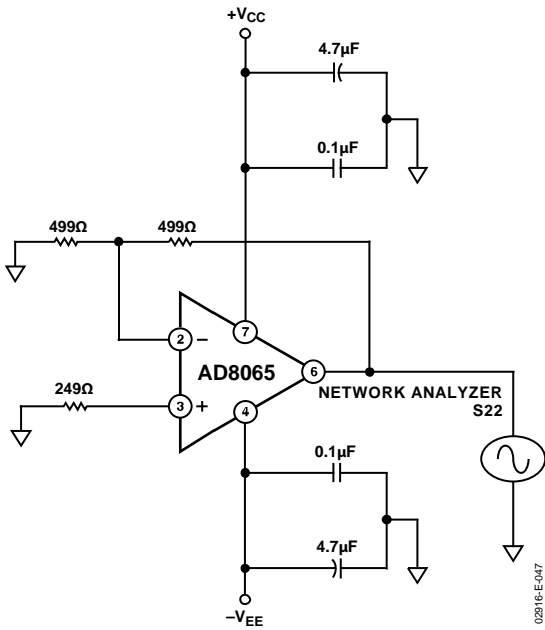 +VCC
4.7µF
0.1µF
499Ω 499Ω
2 − 7
AD8065 6
NETWORK ANALYZER
S22
249Ω 3 + 4
0.1µF
4.7µF
−VEE
02916-E-047